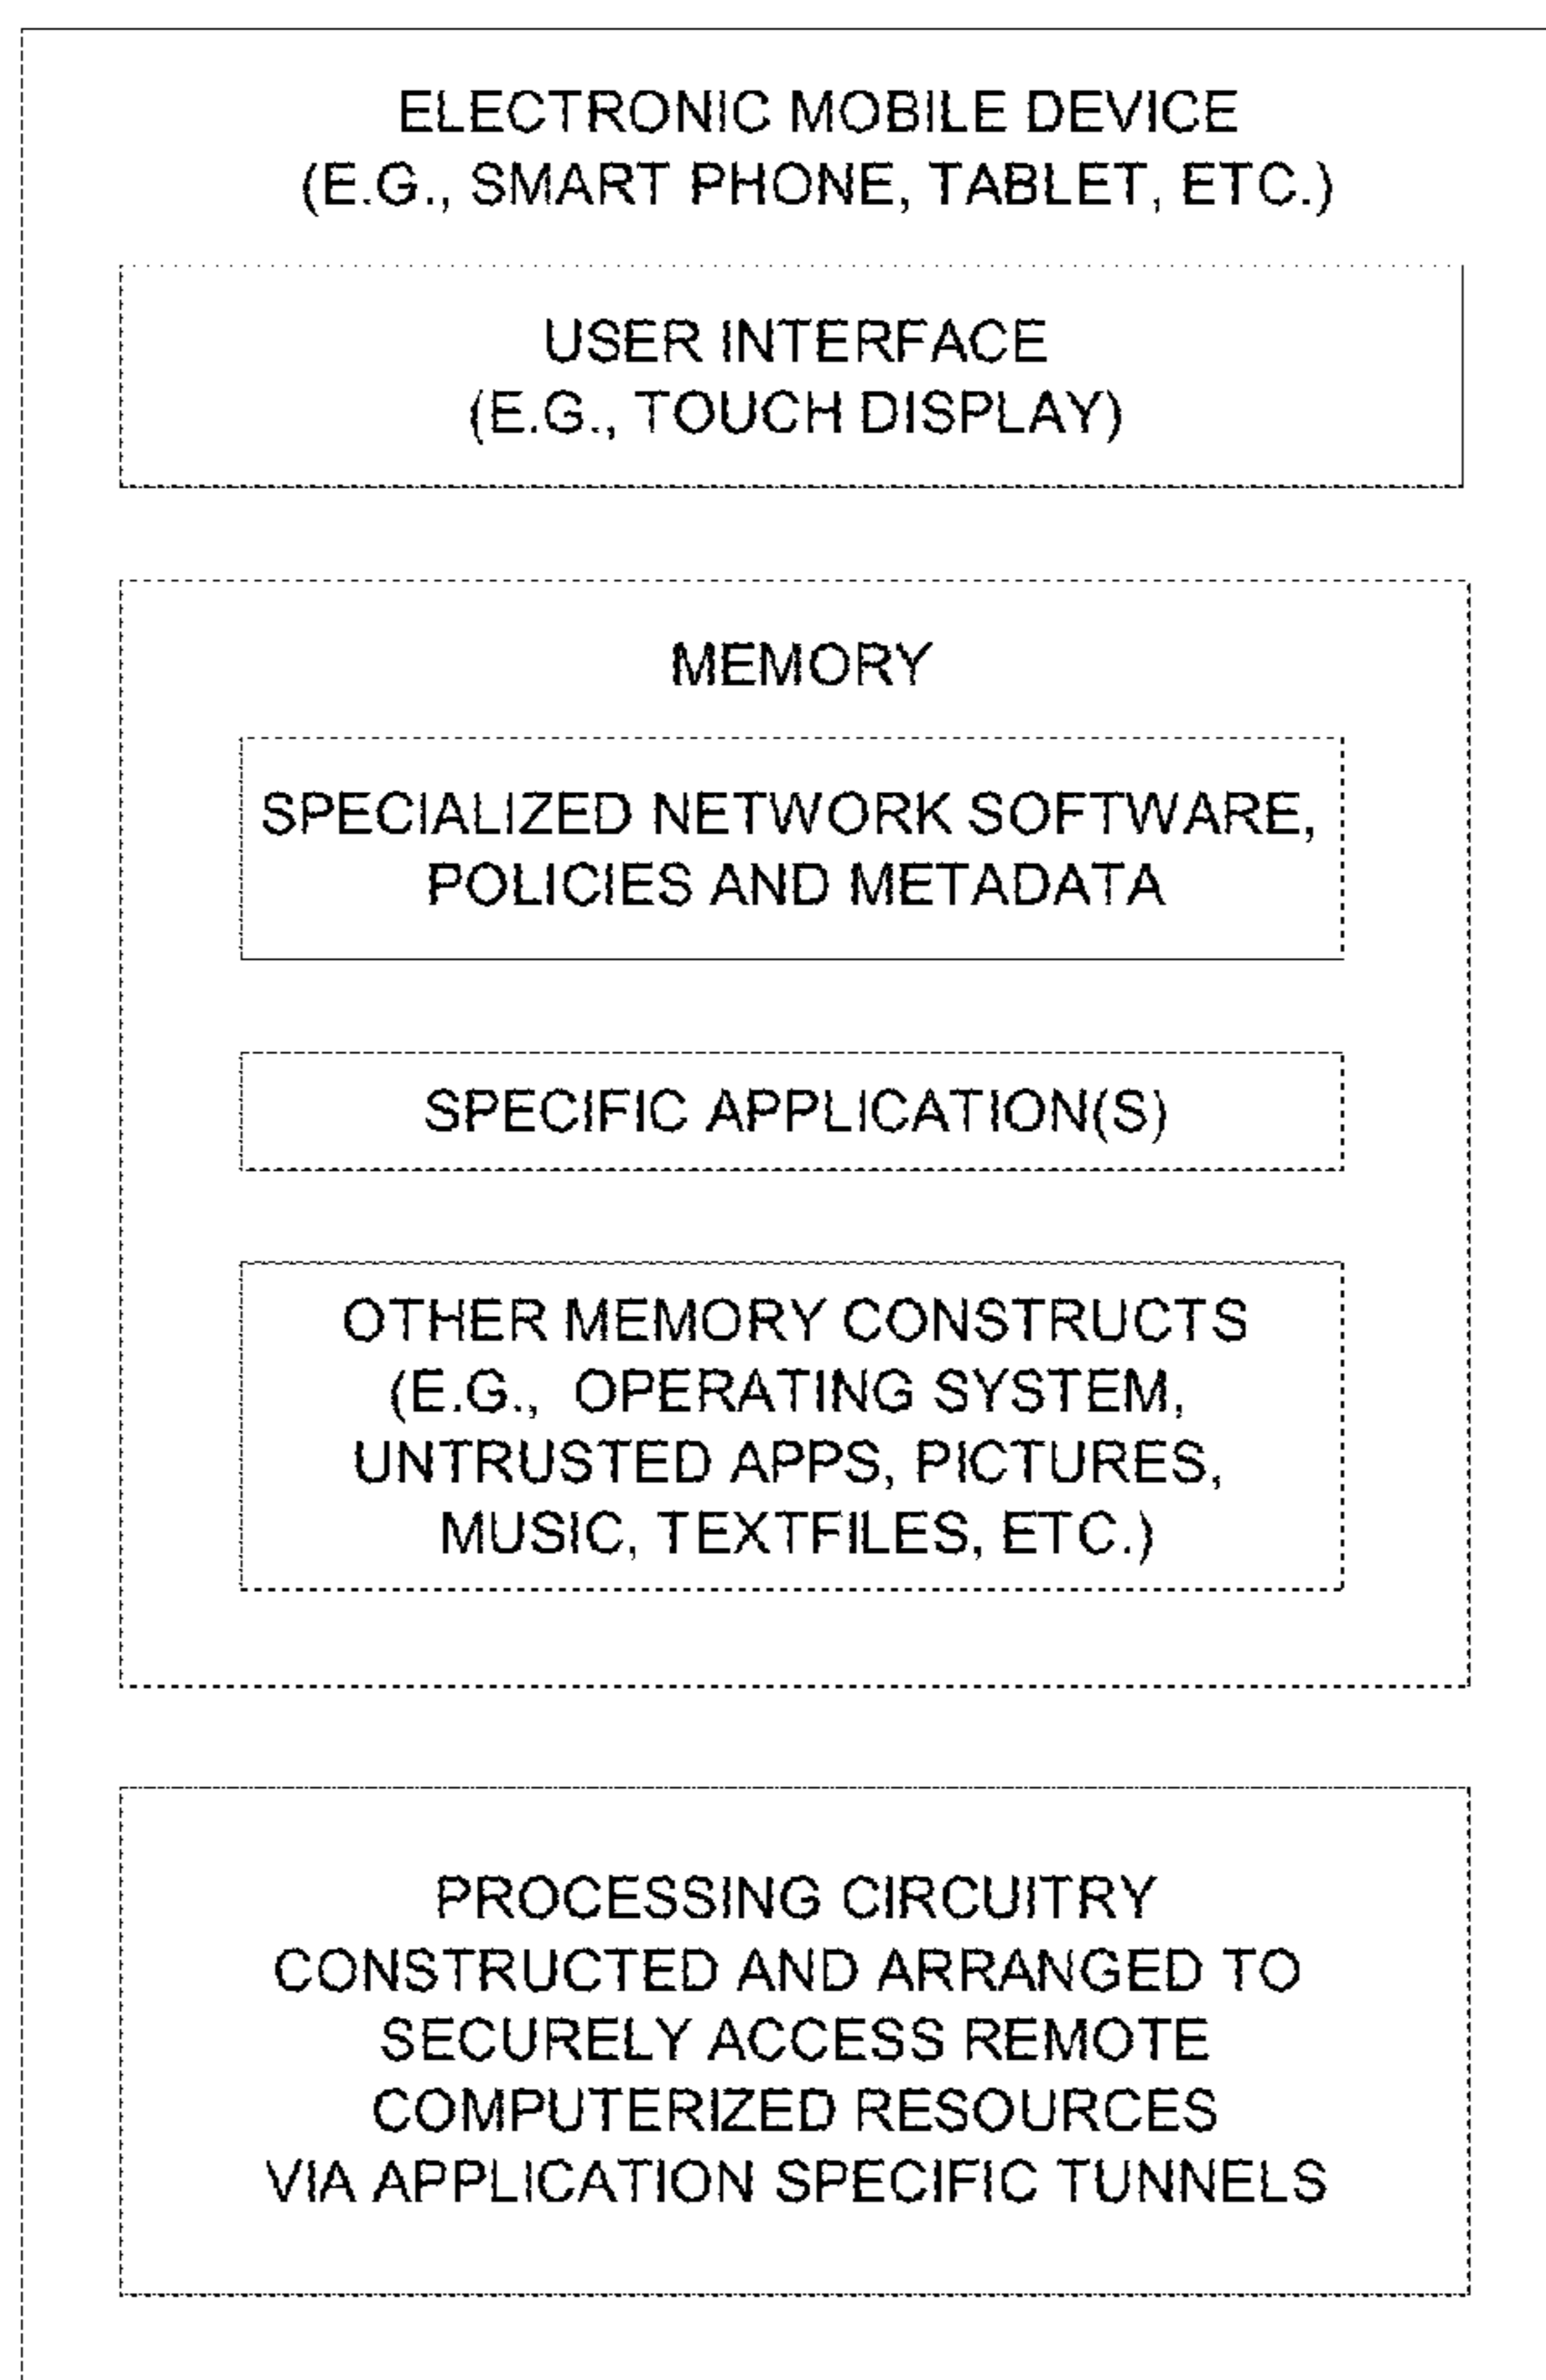 ELECTRONIC MOBILE DEVICE
(E.G., SMART PHONE, TABLET, ETC.)
USER INTERFACE
(E.G., TOUCH DISPLAY)
MEMORY
SPECIALIZED NETWORK SOFTWARE,
POLICIES AND METADATA
SPECIFIC APPLICATION(S)
OTHER MEMORY CONSTRUCTS
(E.G., OPERATING SYSTEM,
UNTRUSTED APPS, PICTURES,
MUSIC, TEXTFILES, ETC.)
PROCESSING CIRCUITRY
CONSTRUCTED AND ARRANGED TO
SECURELY ACCESS REMOTE
COMPUTERIZED RESOURCES
VIA APPLICATION SPECIFIC TUNNELS